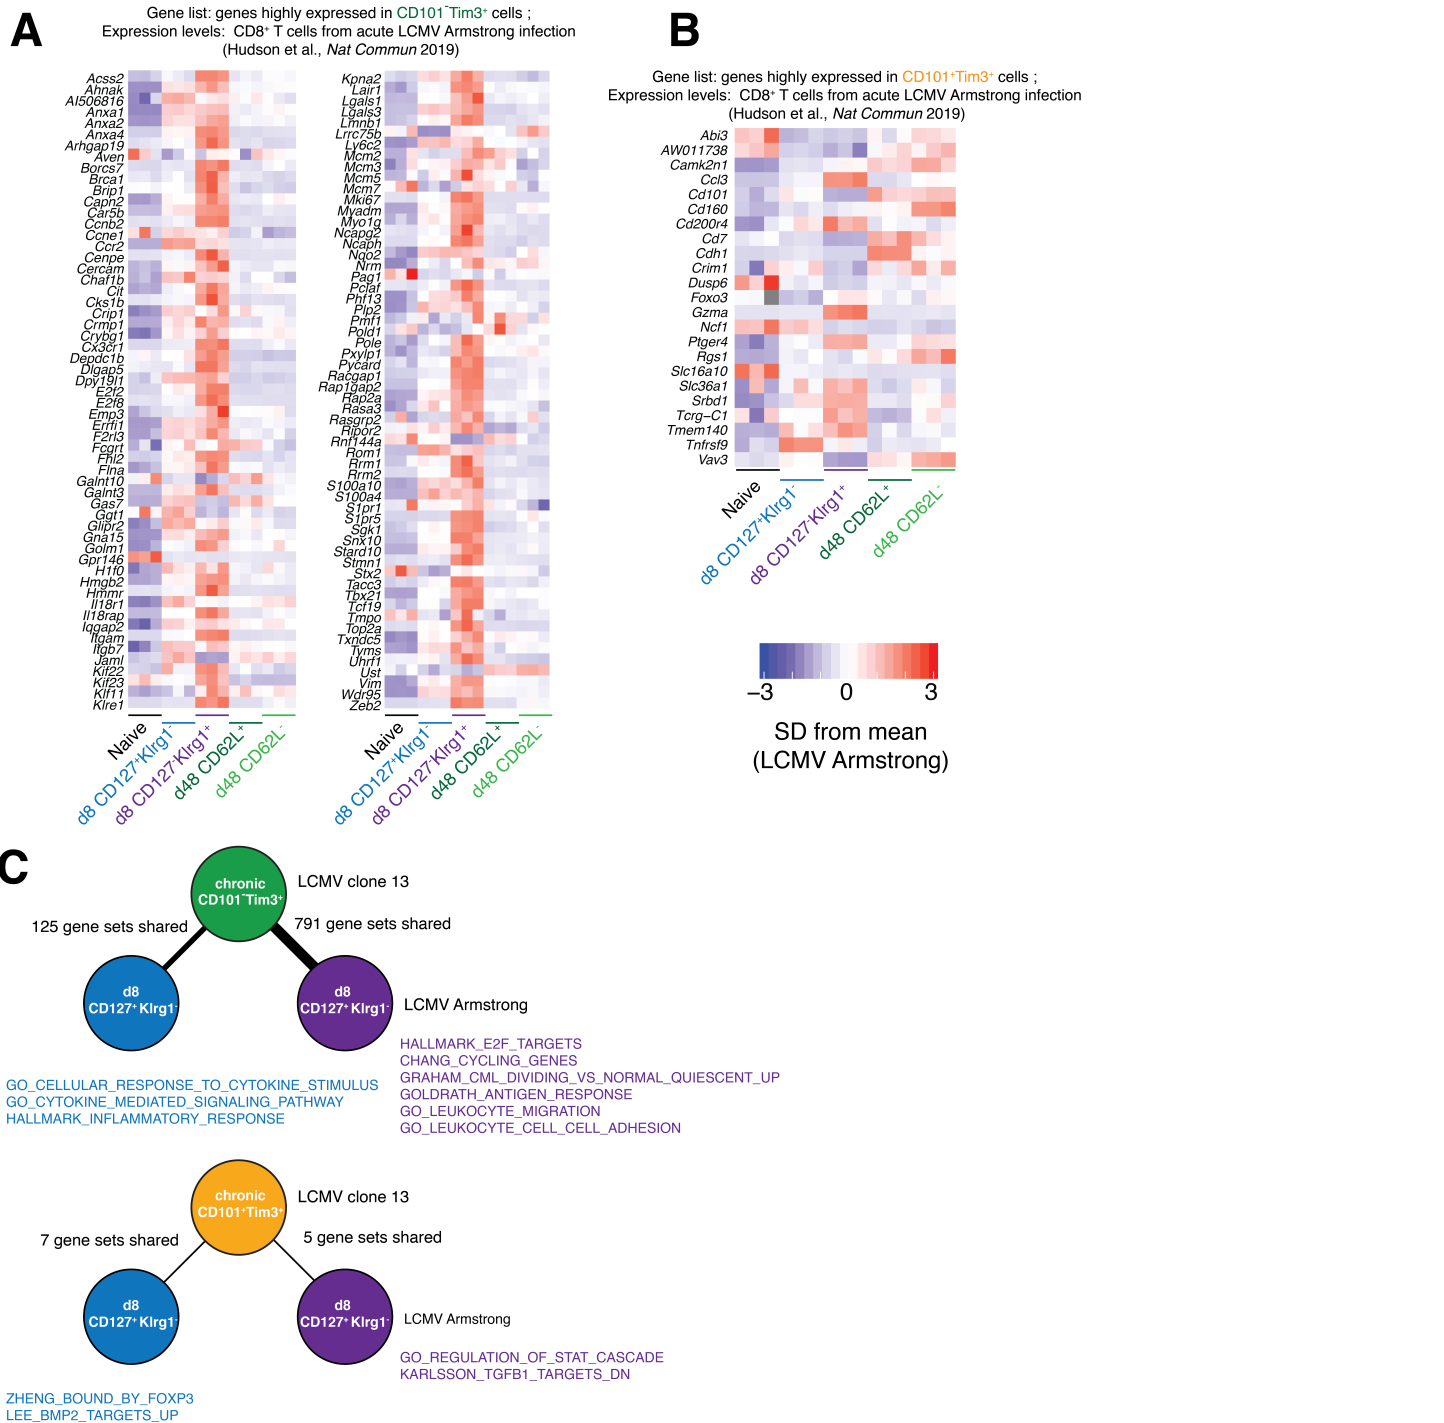 A
Gene list: genes highly expressed in CD101⁻Tim3⁺ cells ;
Expression levels: CD8⁺ T cells from acute LCMV Armstrong infection
(Hudson et al., Nat Commun 2019)
Acss2
Ahnak
AI506816
Anxa1
Anxa2
Anxa4
Arhgap19
Aven
Borcs7
Brca1
Brip1
Capn2
Car5b
Ccnb2
Ccne1
Ccr2
Cenpe
Cercam
Chaf1b
Cit
Cks1b
Crip1
Crmp1
Crybg1
Cx3cr1
Depdc1b
Dlgap5
Dpy19l1
E2f2
E2f8
Emp3
Errfi1
F2rl3
Fcgrt
Fhl2
Flna
Galnt10
Galnt3
Gas7
Ggt1
Glipr2
Gna15
Golm1
Gpr146
H1f0
Hmgb2
Hmmr
Il18r1
Il18rap
Iqgap2
Itgam
Itgb7
Jaml
Kif22
Kif23
Klf11
Klre1
Naive
d8 CD127⁺Klrg1⁻
d8 CD127⁻Klrg1⁺
d48 CD62L⁺
d48 CD62L⁻
Kpna2
Lair1
Lgals1
Lgals3
Lmnb1
Lrrc75b
Ly6c2
Mcm2
Mcm3
Mcm5
Mcm7
Mki67
Myadm
Myo1g
Ncapg2
Ncaph
Nqo2
Nrm
Pag1
Pclaf
Phf13
Plp2
Pmf1
Pold1
Pole
Pxylp1
Pycard
Racgap1
Rap1gap2
Rap2a
Rasa3
Rasgrp2
Ripor2
Rnf144a
Rom1
Rrm1
Rrm2
S100a10
S100a4
S1pr1
S1pr5
Sgk1
Snx10
Stard10
Stmn1
Stx2
Tacc3
Tbx21
Tcf19
Tmpo
Top2a
Txndc5
Tyms
Uhrf1
Ust
Vim
Wdr95
Zeb2
Naive
d8 CD127⁺Klrg1⁻
d8 CD127⁻Klrg1⁺
d48 CD62L⁺
d48 CD62L⁻
B
Gene list: genes highly expressed in CD101⁺Tim3⁺ cells ;
Expression levels: CD8⁺ T cells from acute LCMV Armstrong infection
(Hudson et al., Nat Commun 2019)
Abi3
AW011738
Camk2n1
Ccl3
Cd101
Cd160
Cd200r4
Cd7
Cdh1
Crim1
Dusp6
Foxo3
Gzma
Ncf1
Ptger4
Rgs1
Slc16a10
Slc36a1
Srbd1
Tcrg−C1
Tmem140
Tnfrsf9
Vav3
Naive
d8 CD127⁺Klrg1⁻
d8 CD127⁻Klrg1⁺
d48 CD62L⁺
d48 CD62L⁻
−3 0 3
SD from mean
(LCMV Armstrong)
C
chronic
CD101⁻Tim3⁺
LCMV clone 13
125 gene sets shared
791 gene sets shared
d8
CD127⁺ Klrg1⁻
d8
CD127⁺ Klrg1⁻
LCMV Armstrong
HALLMARK_E2F_TARGETS
CHANG_CYCLING_GENES
GRAHAM_CML_DIVIDING_VS_NORMAL_QUIESCENT_UP
GOLDRATH_ANTIGEN_RESPONSE
GO_LEUKOCYTE_MIGRATION
GO_LEUKOCYTE_CELL_CELL_ADHESION
GO_CELLULAR_RESPONSE_TO_CYTOKINE_STIMULUS
GO_CYTOKINE_MEDIATED_SIGNALING_PATHWAY
HALLMARK_INFLAMMATORY_RESPONSE
chronic
CD101⁺Tim3⁺
LCMV clone 13
7 gene sets shared
5 gene sets shared
d8
CD127⁺ Klrg1⁻
d8
CD127⁺ Klrg1⁻
LCMV Armstrong
GO_REGULATION_OF_STAT_CASCADE
KARLSSON_TGFB1_TARGETS_DN
ZHENG_BOUND_BY_FOXP3
LEE_BMP2_TARGETS_UP